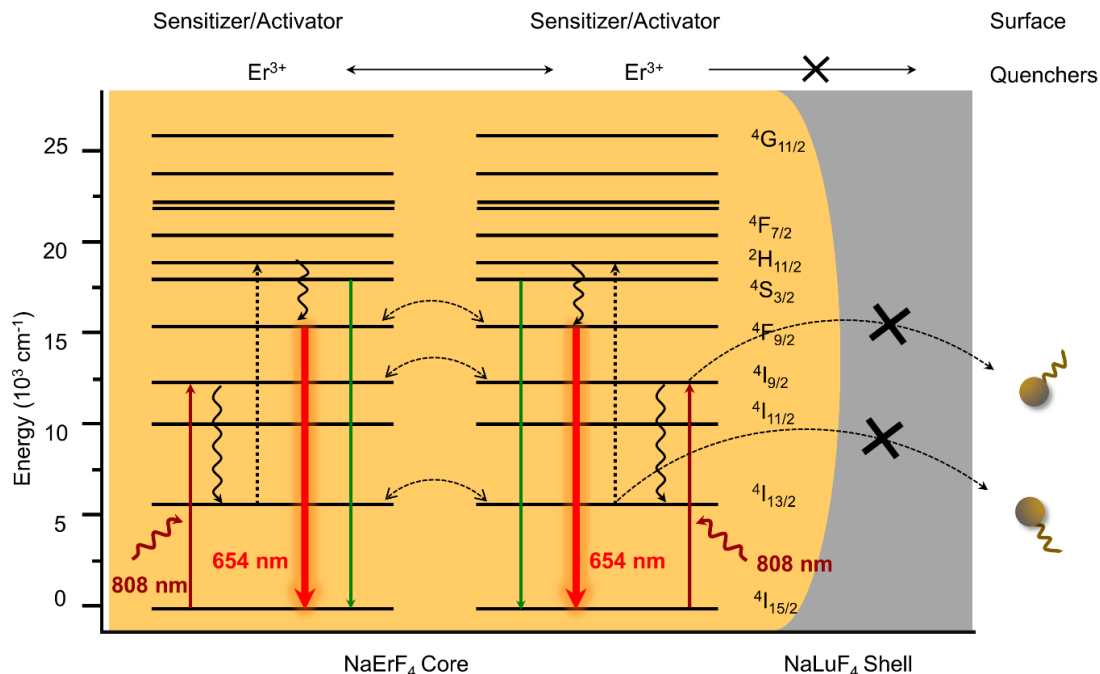 Sensitizer/Activator Sensitizer/Activator Surface
Er³⁺ Er³⁺ Quenchers
25
20
15
10
5
0
Energy (10³ cm⁻¹)
⁴G₁₁/₂
⁴F₇/₂
²H₁₁/₂
⁴S₃/₂
⁴F₉/₂
⁴I₉/₂
⁴I₁₁/₂
⁴I₁₃/₂
⁴I₁₅/₂
808 nm
654 nm
654 nm
808 nm
NaErF₄ Core NaLuF₄ Shell